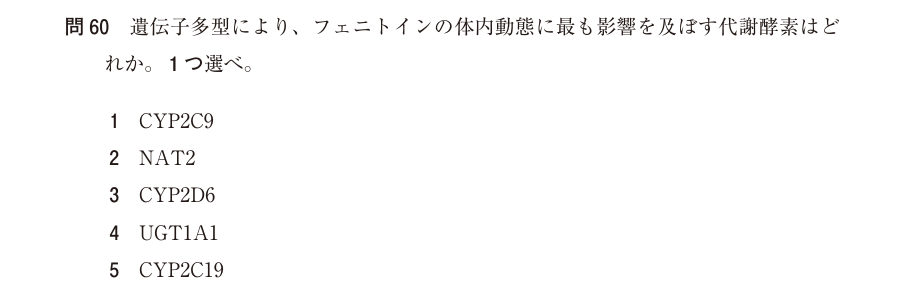 問60 遺伝子多型により、フェニトインの体内動態に最も影響を及ぼす代謝酵素はど
れか。1つ選べ。
1 CYP2C9
2 NAT2
3 CYP2D6
4 UGT1A1
5 CYP2C19